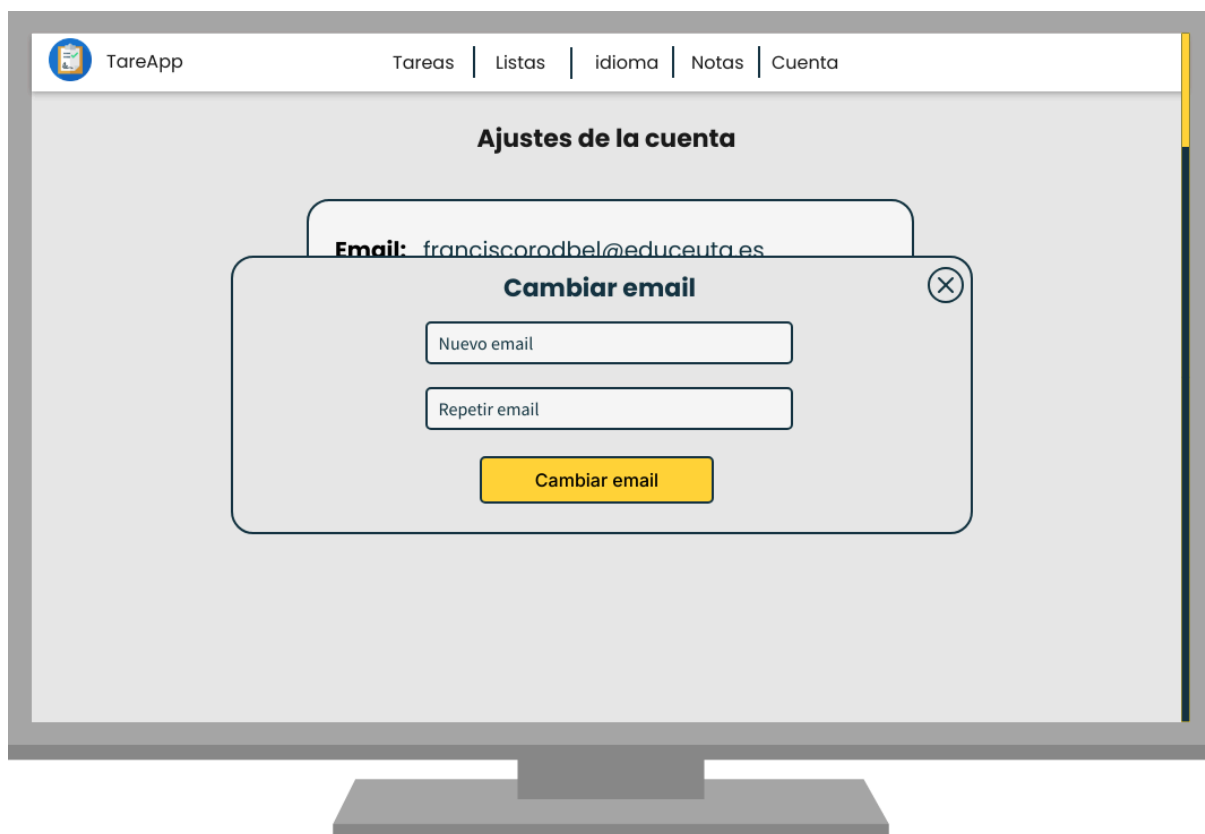 TareApp Tareas Listas idioma Notas Cuenta
Ajustes de la cuenta
Email: franciscorodbel@educeuta.es
Cambiar email
Nuevo email
Repetir email
Cambiar email